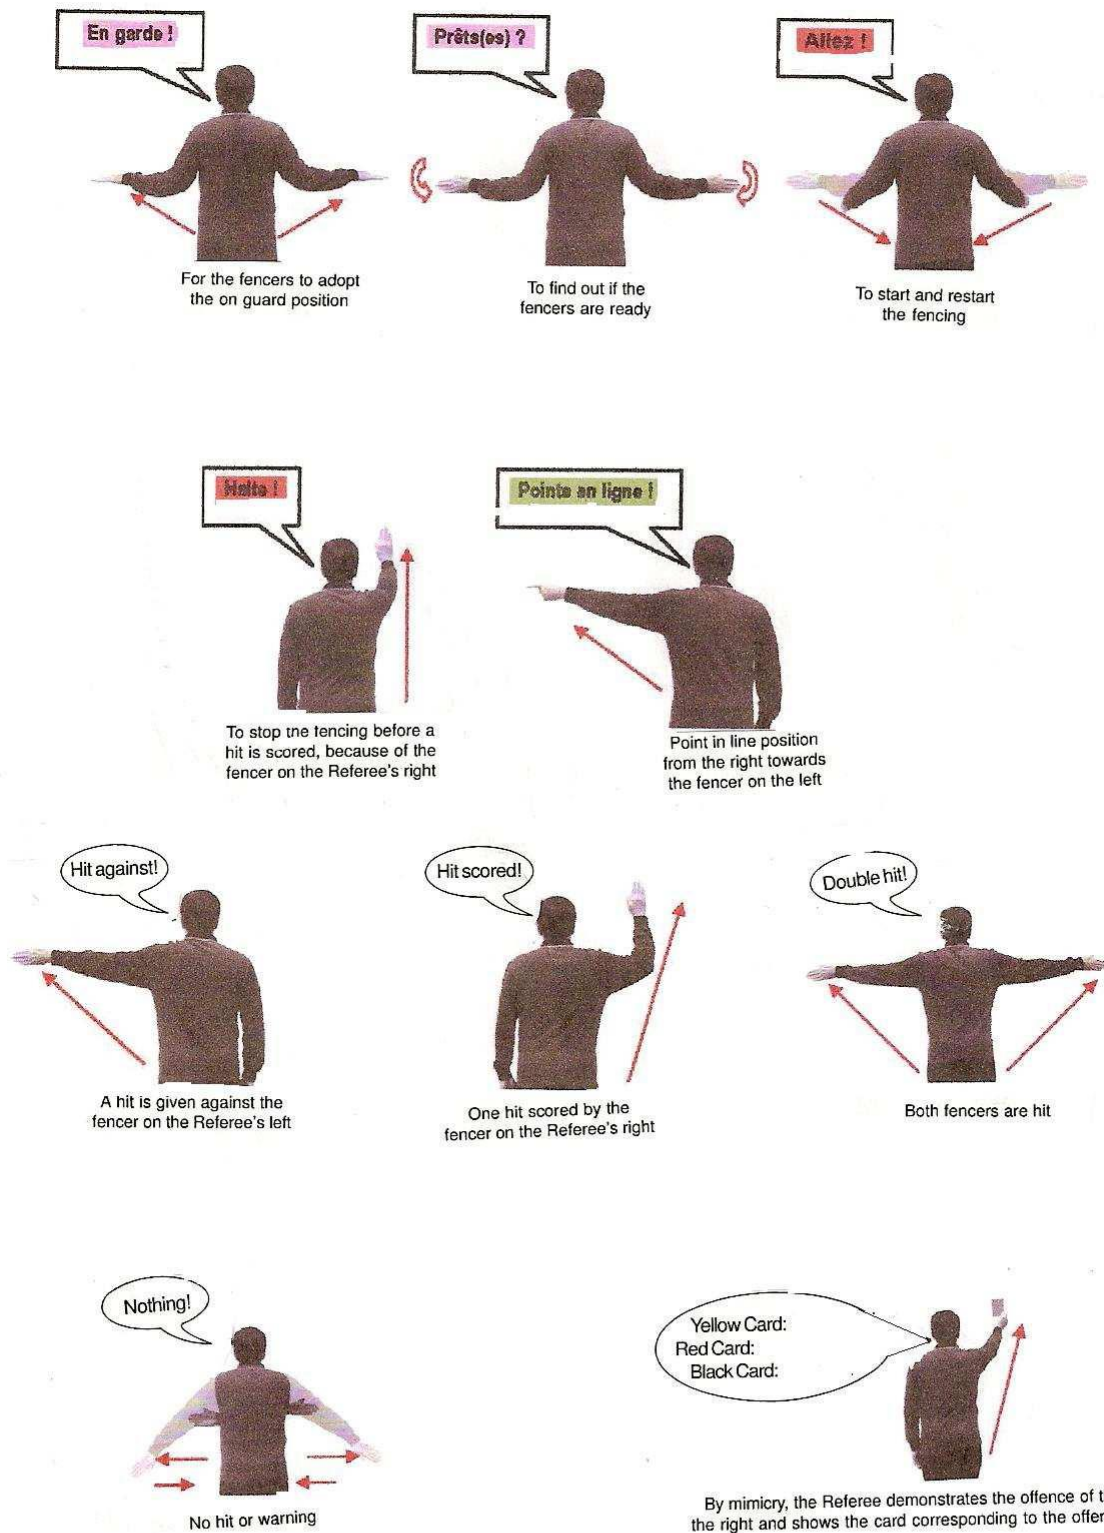 En garde !
Prêts(es) ?
Allez !
For the fencers to adopt
the on guard position
To find out if the
fencers are ready
To start and restart
the fencing
Halte !
Pointe en ligne !
To stop the fencing before a
hit is scored, because of the
fencer on the Referee's right
Point in line position
from the right towards
the fencer on the left
Hit against!
Hit scored!
Double hit!
A hit is given against the
fencer on the Referee's left
One hit scored by the
fencer on the Referee's right
Both fencers are hit
Nothing!
Yellow Card:
Red Card:
Black Card:
No hit or warning
By mimicry, the Referee demonstrates the offence of
the right and shows the card corresponding to the